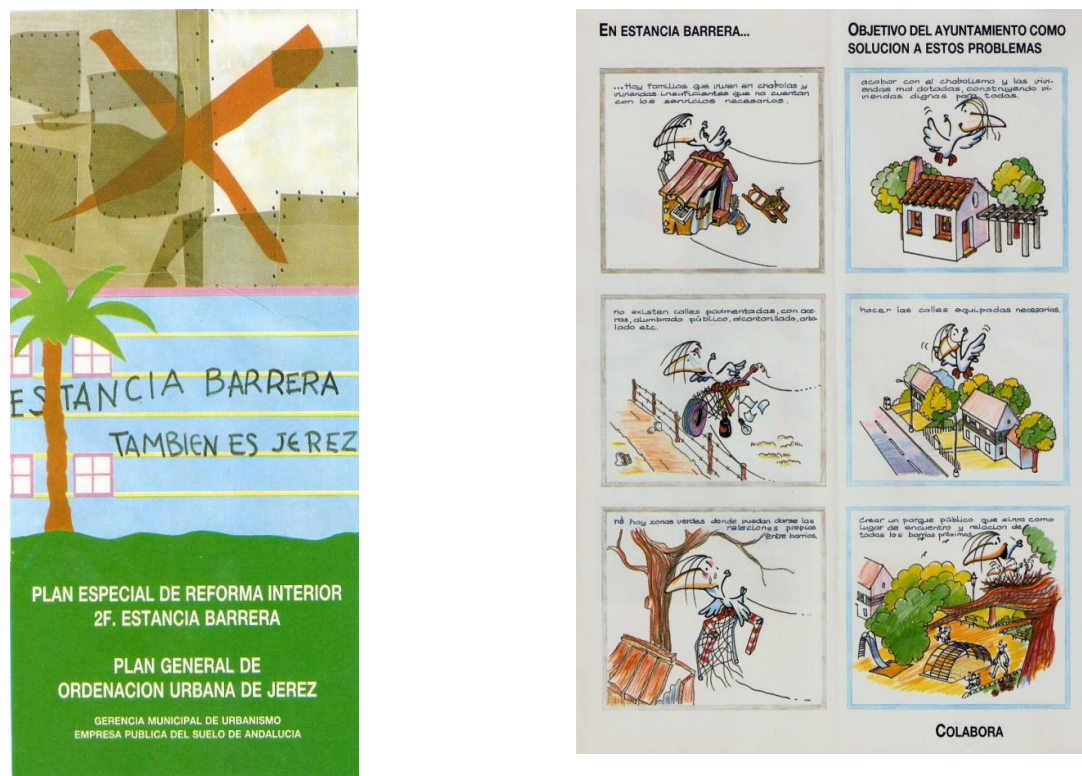 ESTANCIA BARRERA
TAMBIEN ES JEREZ
PLAN ESPECIAL DE REFORMA INTERIOR
2F. ESTANCIA BARRERA
PLAN GENERAL DE
ORDENACION URBANA DE JEREZ
GERENCIA MUNICIPAL DE URBANISMO
EMPRESA PUBLICA DEL SUELO DE ANDALUCIA
EN ESTANCIA BARRERA...
OBJETIVO DEL AYUNTAMIENTO COMO
SOLUCION A ESTOS PROBLEMAS
...Hay familias que viven en chabolas y
viviendas insuficientes que no cuentan
con los servicios necesarios.
acabar con el chabolismo y las vivi-
endas mal dotadas, construyendo vi-
viendas dignas para todos.
no existen calles pavimentadas, con ace-
ras, alumbrado público, alcantarillado, arbo
lado etc.
hacer las calles equipadas necesarias.
no hay zonas verdes donde puedan darse las
relaciones propias
entre barrios.
crear un parque público que sirva como
lugar de encuentro y relacion de
todos los barrios próximos.
COLABORA